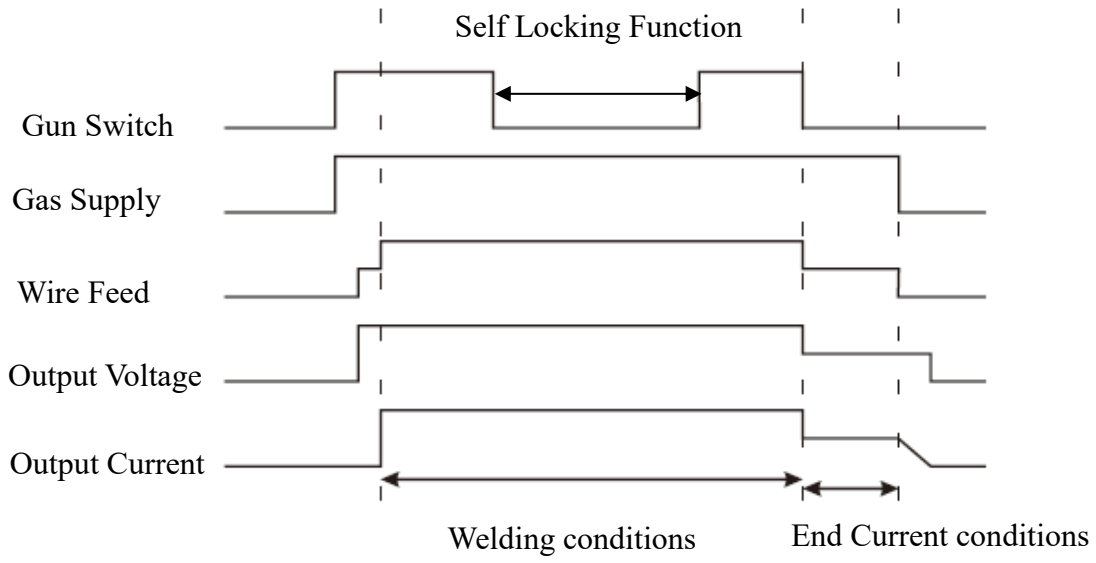 Self Locking Function
Gun Switch
Gas Supply
Wire Feed
Output Voltage
Output Current
Welding conditions
End Current conditions